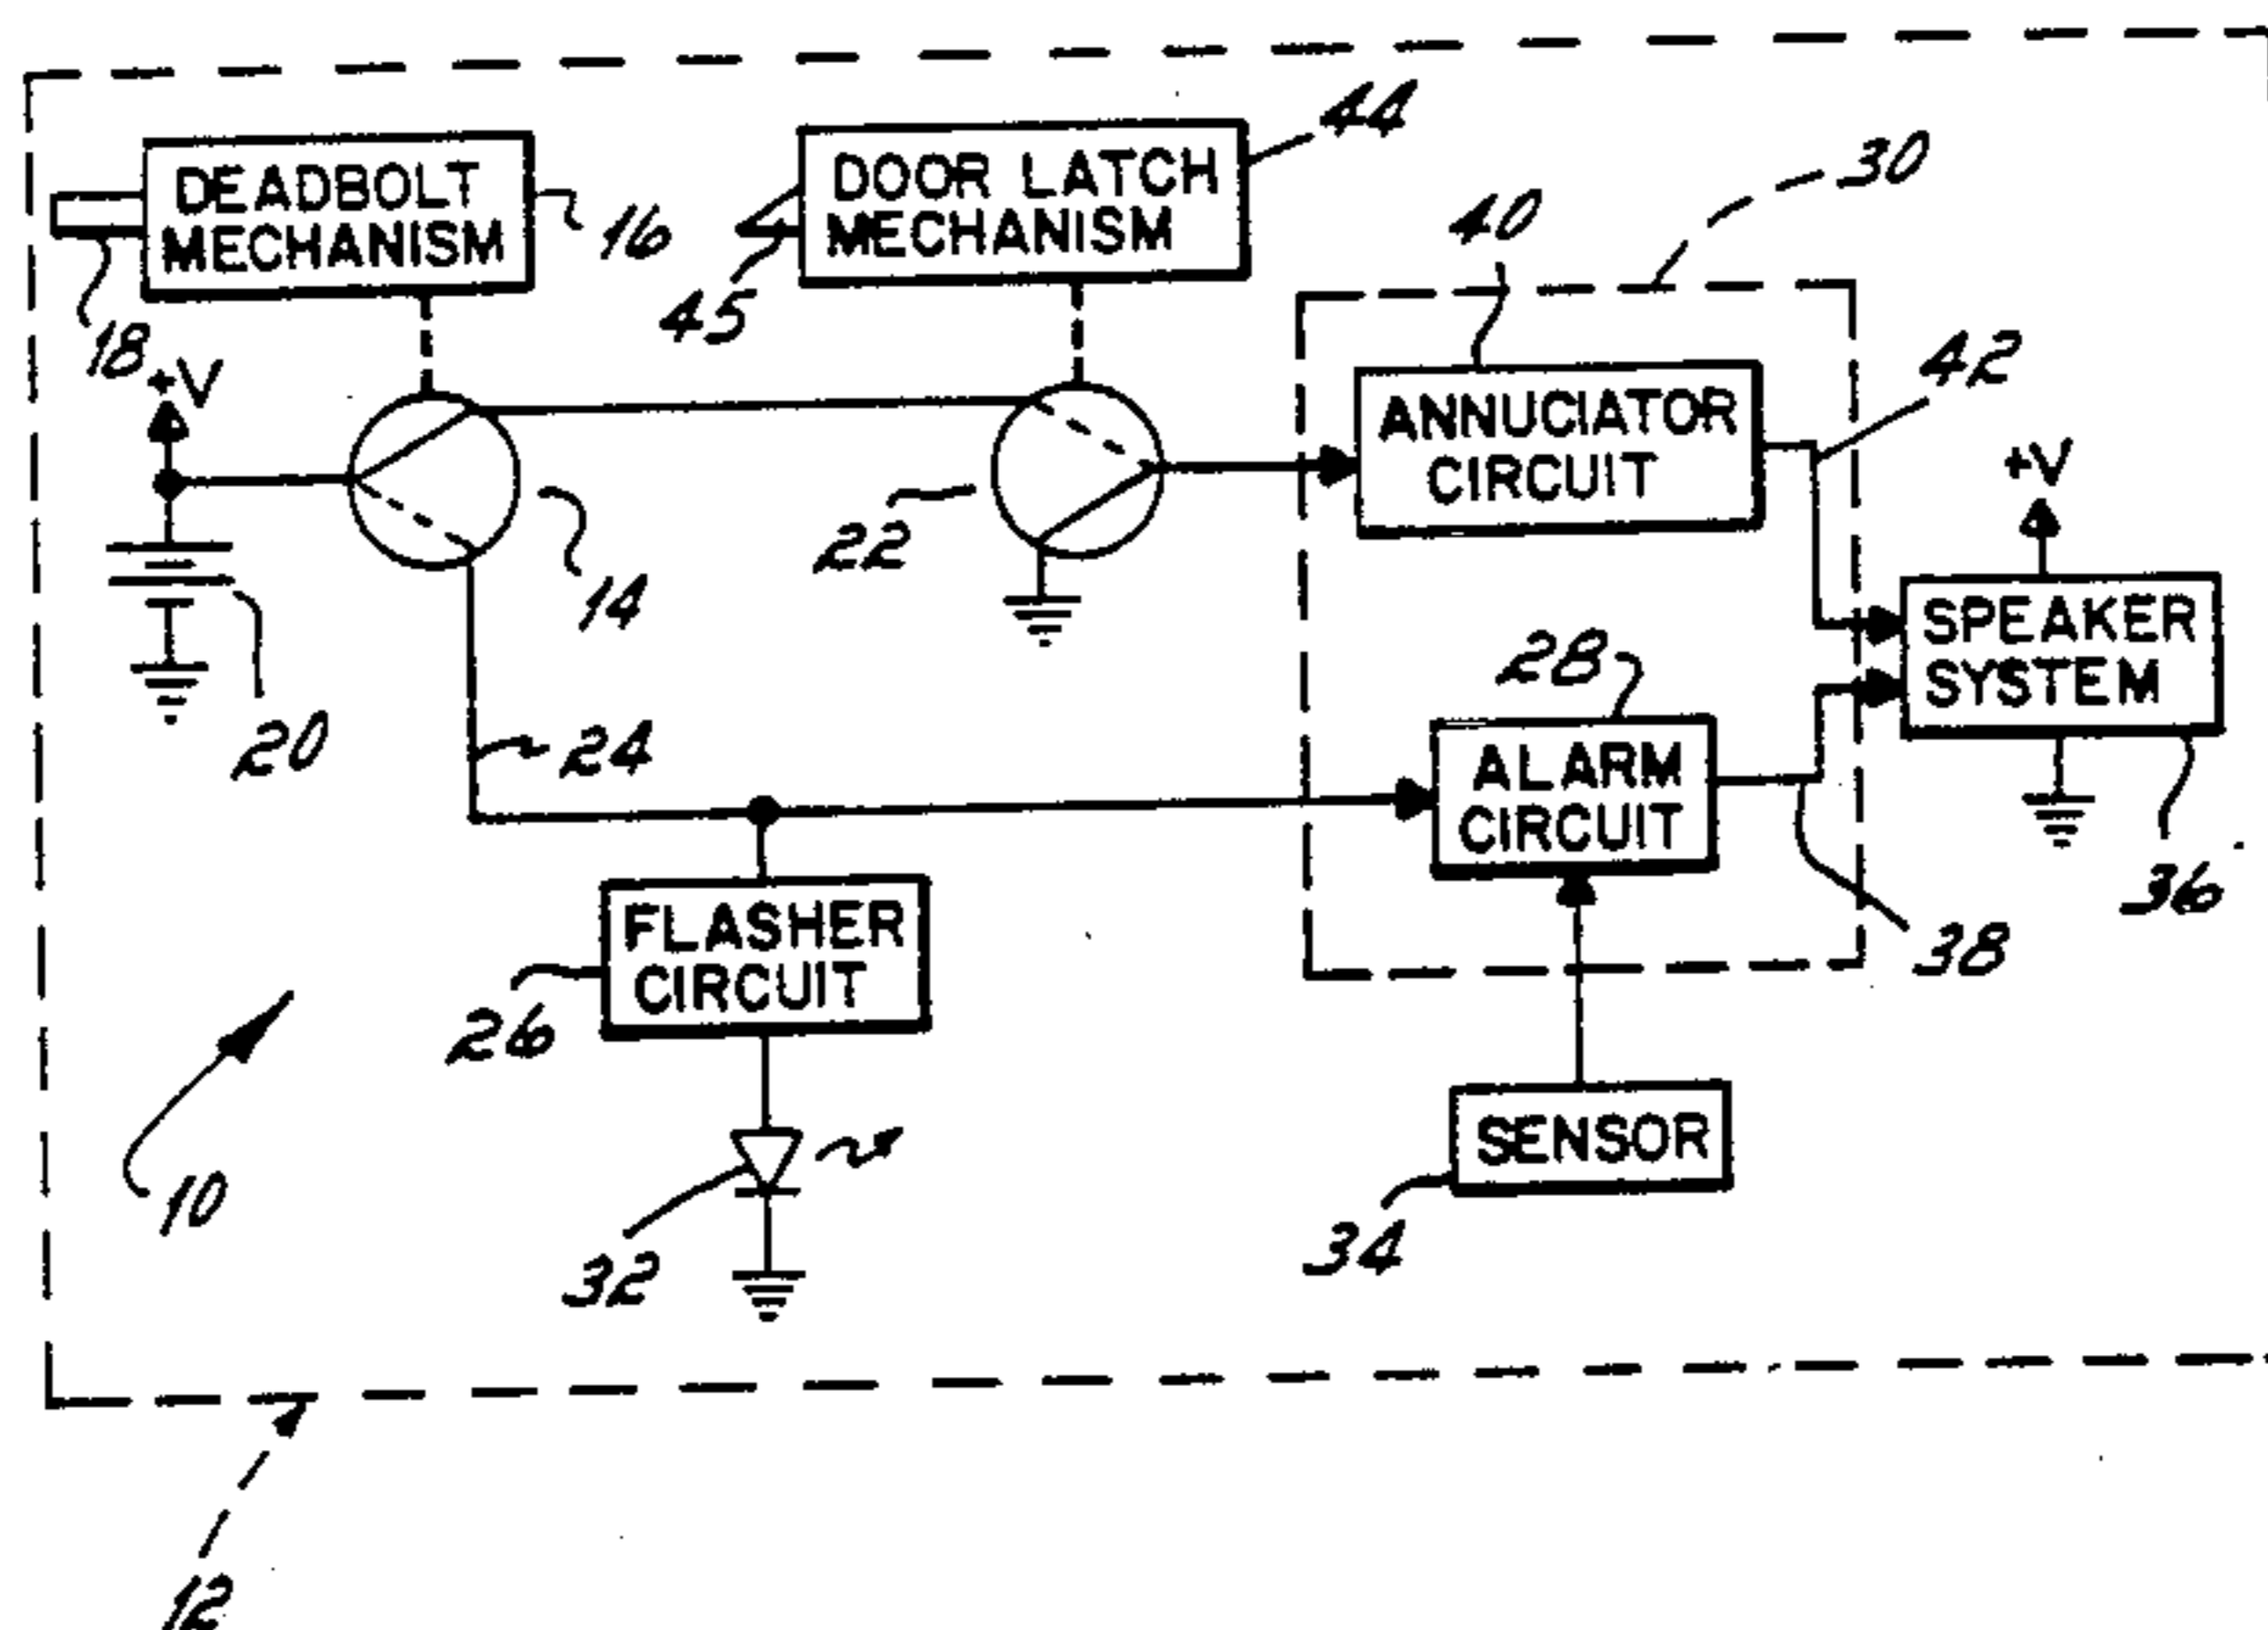 DEADBOLT
MECHANISM
16
18
DOOR LATCH
MECHANISM
44
45
30
40
+V
14
22
ANNUCIATOR
CIRCUIT
42
+V
20
24
28
ALARM
CIRCUIT
SPEAKER
SYSTEM
36
38
FLASHER
CIRCUIT
26
10
32
SENSOR
34
12